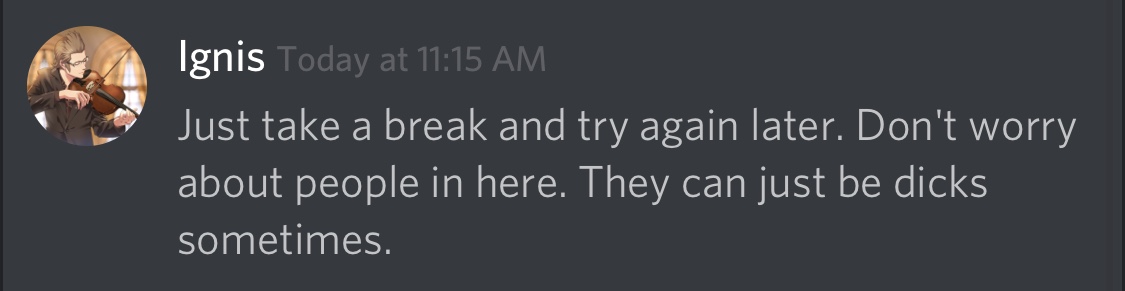 Ignis Today at 11:15 AM
Just take a break and try again later. Don't worry
about people in here. They can just be dicks
sometimes.